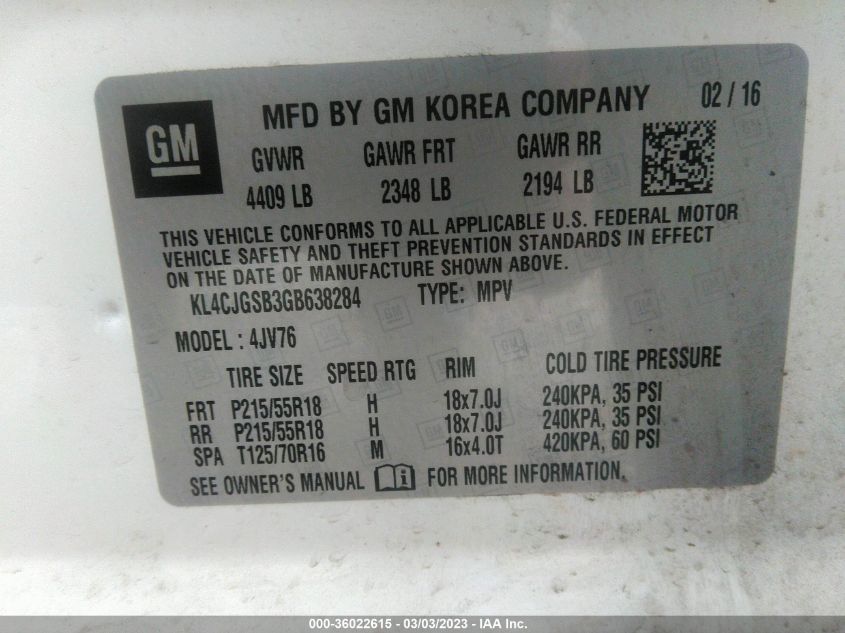 MFD BY GM KOREA COMPANY 02 / 16
GM
GVWR GAWR FRT GAWR RR
4409 LB 2348 LB 2194 LB
THIS VEHICLE CONFORMS TO ALL APPLICABLE U.S. FEDERAL MOTOR
VEHICLE SAFETY AND THEFT PREVENTION STANDARDS IN EFFECT
ON THE DATE OF MANUFACTURE SHOWN ABOVE.
KL4CJGSB3GB638284 TYPE: MPV
MODEL : 4JV76
TIRE SIZE SPEED RTG RIM COLD TIRE PRESSURE
FRT P215/55R18 H 18x7.0J 240KPA, 35 PSI
RR P215/55R18 H 18x7.0J 240KPA, 35 PSI
SPA T125/70R16 M 16x4.0T 420KPA, 60 PSI
SEE OWNER'S MANUAL i FOR MORE INFORMATION.
000-36022615 - 03/03/2023 - IAA Inc.